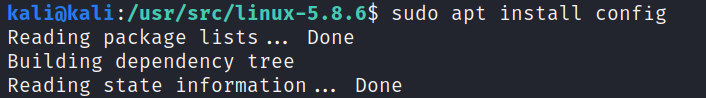 kali@kali:/usr/src/linux-5.8.6$ sudo apt install config
Reading package lists... Done
Building dependency tree
Reading state information... Done